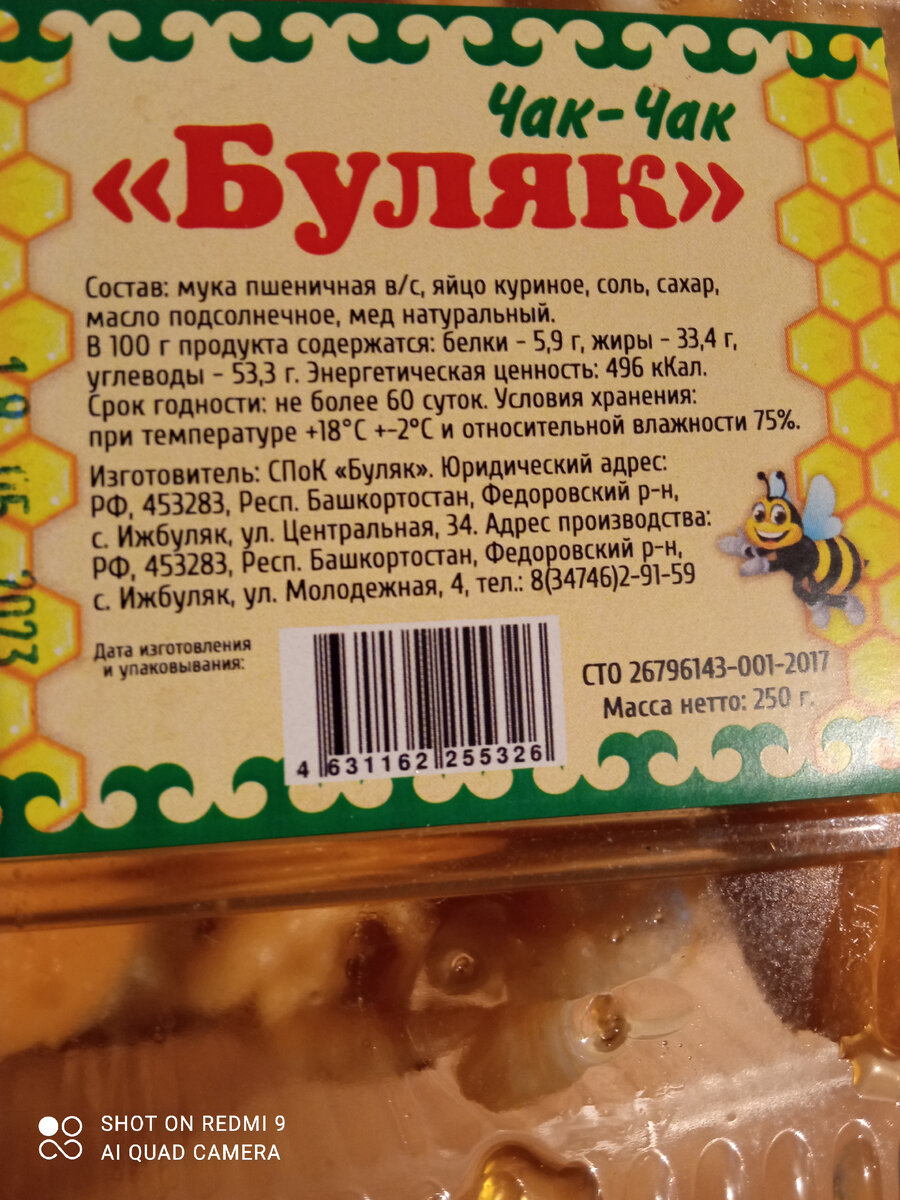 Чак-Чак
«Буляк»
Состав: мука пшеничная в/с, яйцо куриное, соль, сахар,
масло подсолнечное, мед натуральный.
В 100 г продукта содержатся: белки - 5,9 г, жиры - 33,4 г,
углеводы - 53,3 г. Энергетическая ценность: 496 кКал.
Срок годности: не более 60 суток. Условия хранения:
при температуре +18°C +-2°C и относительной влажности 75%.
Изготовитель: СПоК «Буляк». Юридический адрес:
РФ, 453283, Респ. Башкортостан, Федоровский р-н,
с. Ижбуляк, ул. Центральная, 34. Адрес производства:
РФ, 453283, Респ. Башкортостан, Федоровский р-н,
с. Ижбуляк, ул. Молодежная, 4, тел.: 8(34746)2-91-59
Дата изготовления
и упаковывания:
4 631162 255326
СТО 26796143-001-2017
Масса нетто: 250 г.
2023
SHOT ON REDMI 9
AI QUAD CAMERA